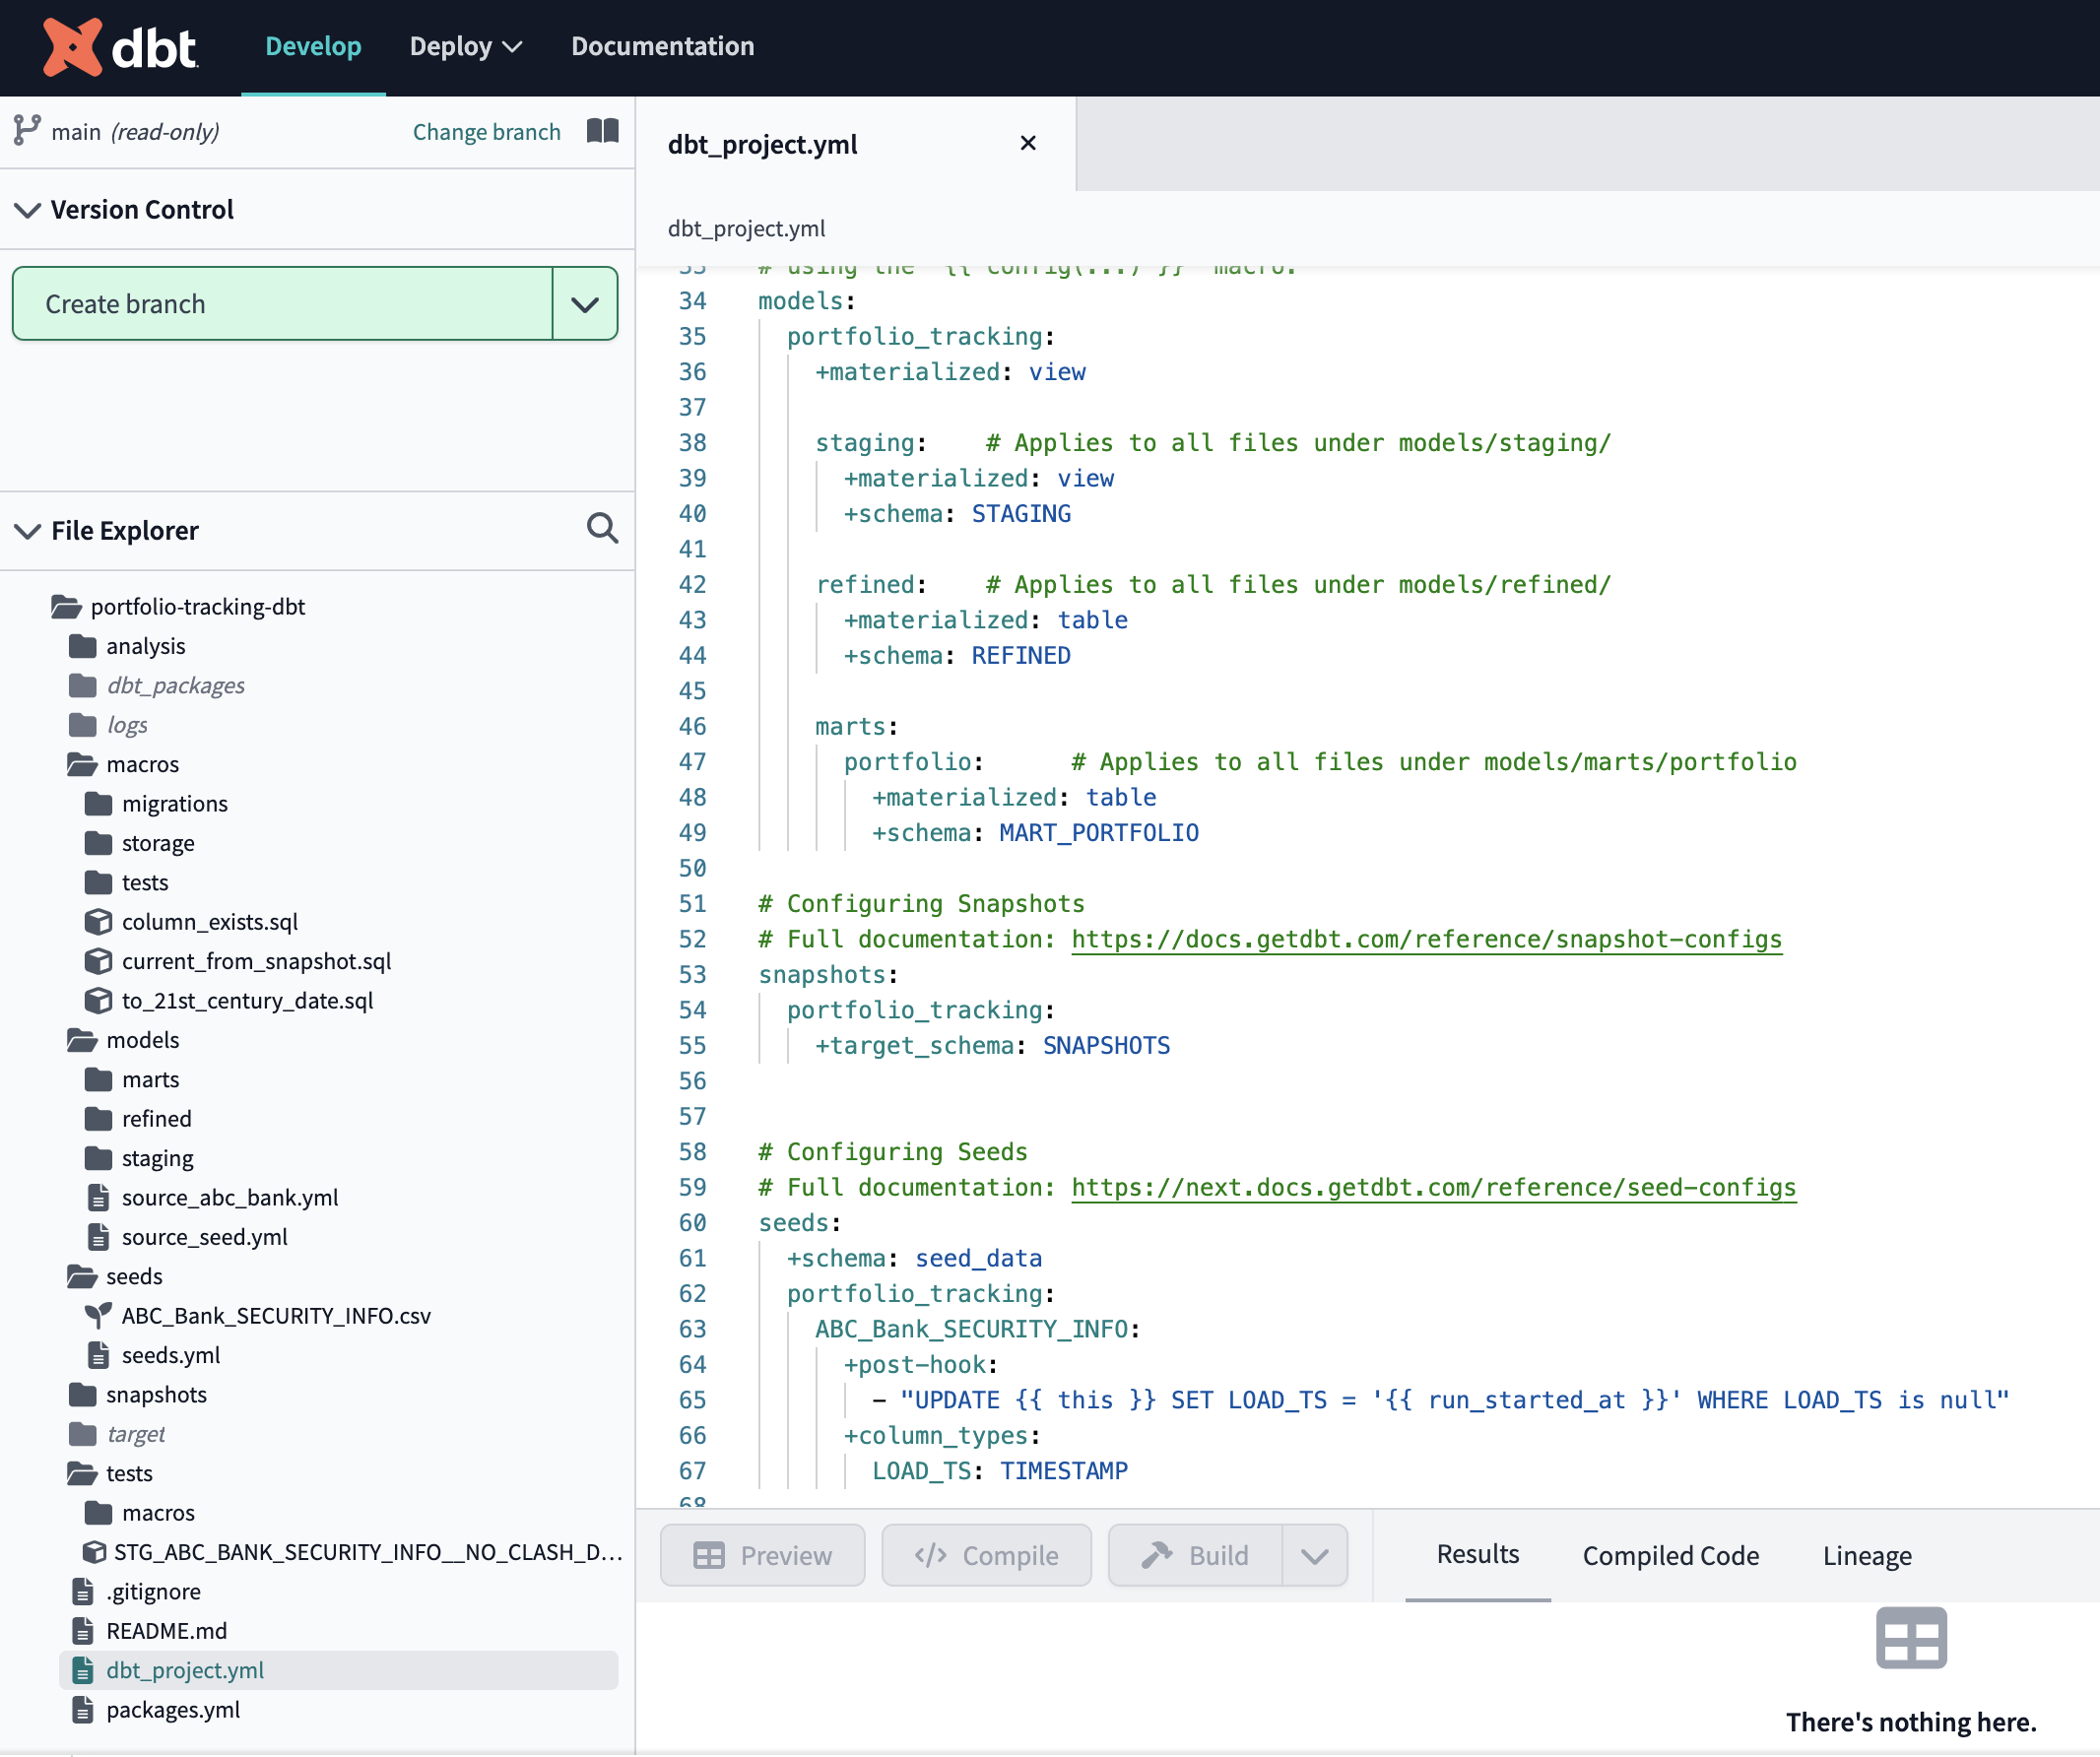 dbt
Develop
Deploy
Documentation
main (read-only)
Change branch
Version Control
Create branch
File Explorer
portfolio-tracking-dbt
analysis
dbt_packages
logs
macros
migrations
storage
tests
column_exists.sql
current_from_snapshot.sql
to_21st_century_date.sql
models
marts
refined
staging
source_abc_bank.yml
source_seed.yml
seeds
ABC_Bank_SECURITY_INFO.csv
seeds.yml
snapshots
target
tests
macros
STG_ABC_BANK_SECURITY_INFO__NO_CLASH_D...
.gitignore
README.md
dbt_project.yml
packages.yml
dbt_project.yml
dbt_project.yml
33 # using the `{{ config(...) }}` macro.
34 models:
35 portfolio_tracking:
36 +materialized: view
37
38 staging: # Applies to all files under models/staging/
39 +materialized: view
40 +schema: STAGING
41
42 refined: # Applies to all files under models/refined/
43 +materialized: table
44 +schema: REFINED
45
46 marts:
47 portfolio: # Applies to all files under models/marts/portfolio
48 +materialized: table
49 +schema: MART_PORTFOLIO
50
51 # Configuring Snapshots
52 # Full documentation: https://docs.getdbt.com/reference/snapshot-configs
53 snapshots:
54 portfolio_tracking:
55 +target_schema: SNAPSHOTS
56
57
58 # Configuring Seeds
59 # Full documentation: https://next.docs.getdbt.com/reference/seed-configs
60 seeds:
61 +schema: seed_data
62 portfolio_tracking:
63 ABC_Bank_SECURITY_INFO:
64 +post-hook:
65 - "UPDATE {{ this }} SET LOAD_TS = '{{ run_started_at }}' WHERE LOAD_TS is null"
66 +column_types:
67 LOAD_TS: TIMESTAMP
68
Preview
Compile
Build
Results
Compiled Code
Lineage
There's nothing here.